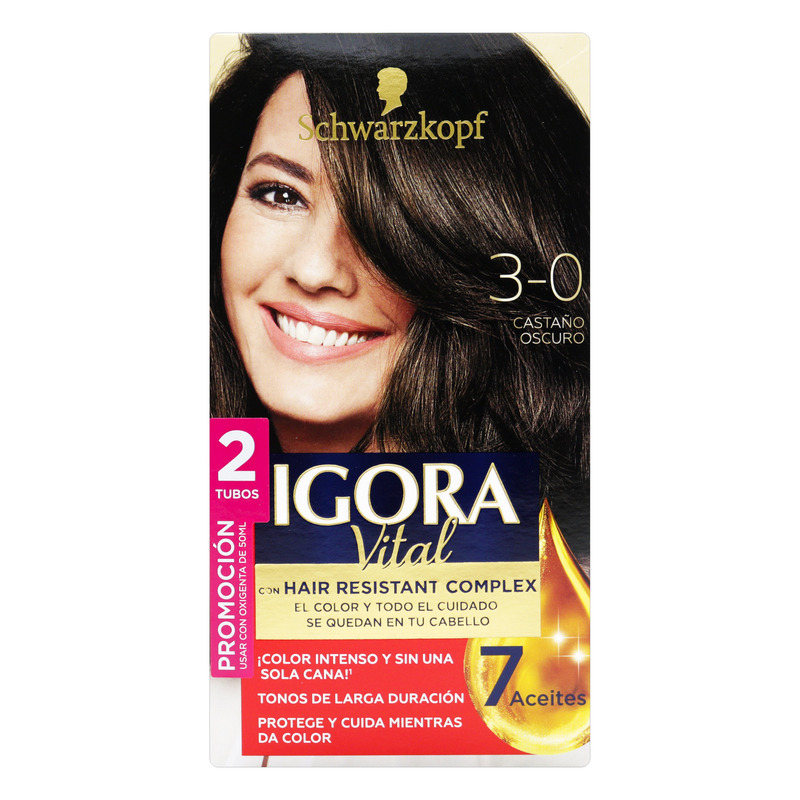 Schwarzkopf
3-0
CASTAÑO
OSCURO
2
TUBOS
PROMOCIÓN
USAR CON OXIGENTA DE 50ML
IGORA
Vital
CON HAIR RESISTANT COMPLEX
EL COLOR Y TODO EL CUIDADO
SE QUEDAN EN TU CABELLO
¡COLOR INTENSO Y SIN UNA
SOLA CANA!¹
TONOS DE LARGA DURACIÓN
PROTEGE Y CUIDA MIENTRAS
DA COLOR
7
Aceites